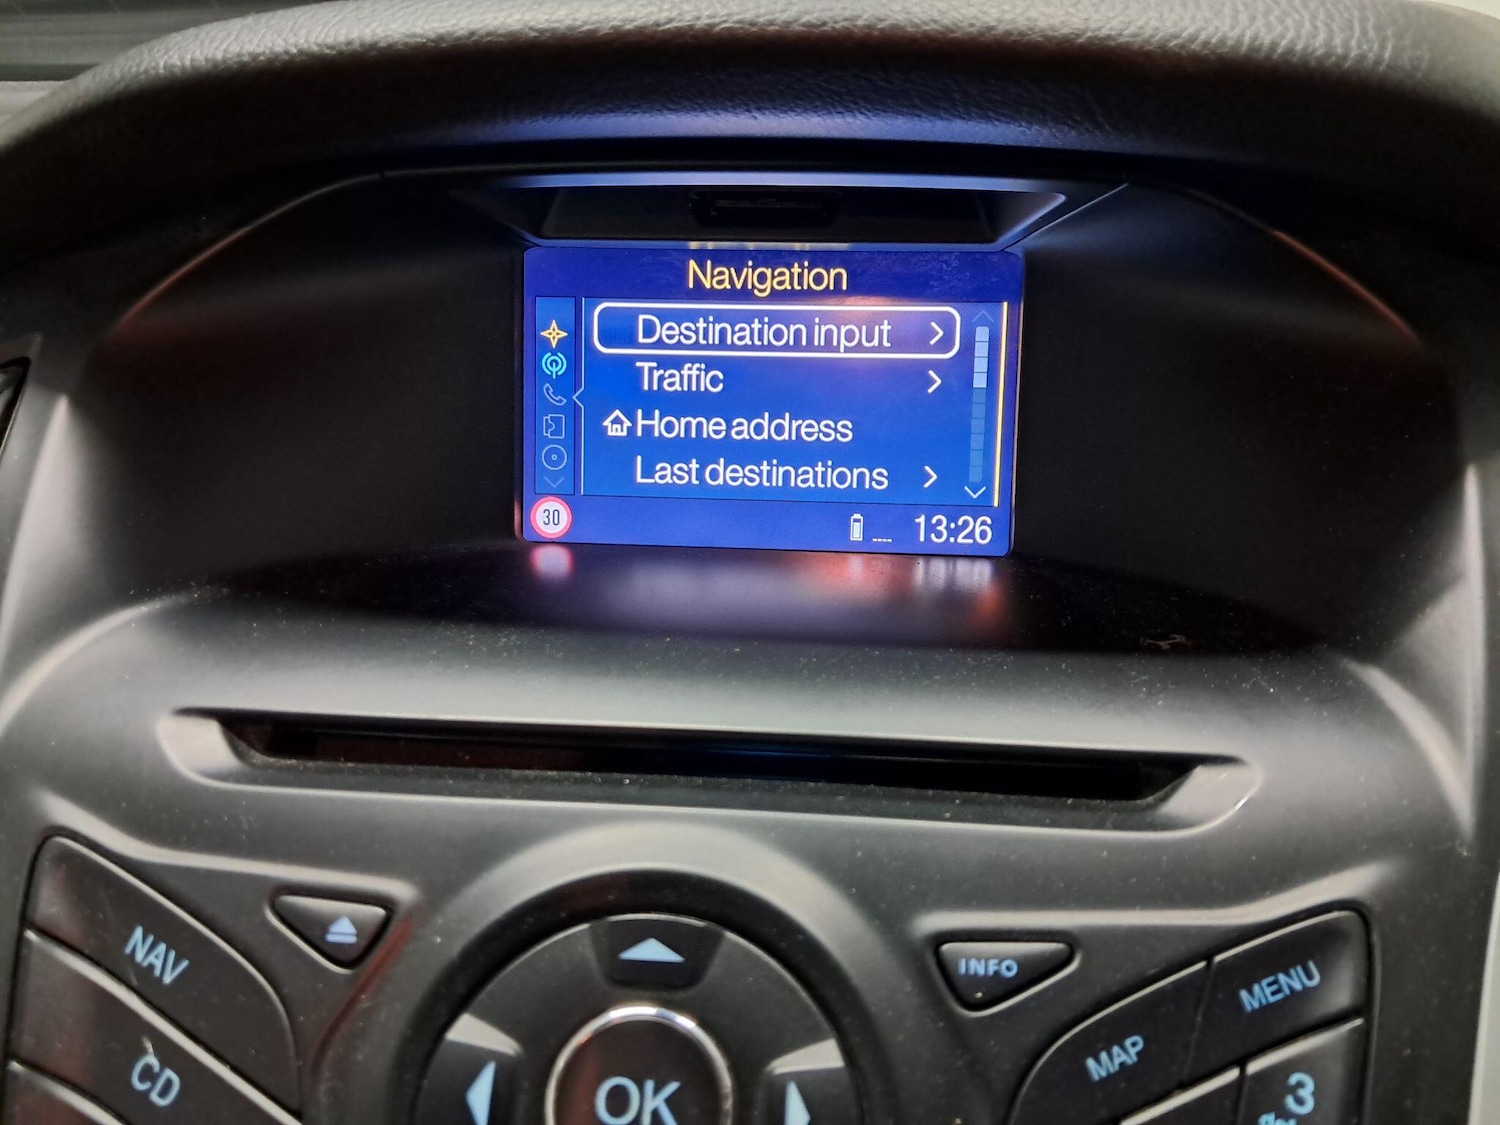 Navigation
Destination input
Traffic
Home address
Last destinations
30
13:26
NAV
INFO
MENU
MAP
CD
OK
3